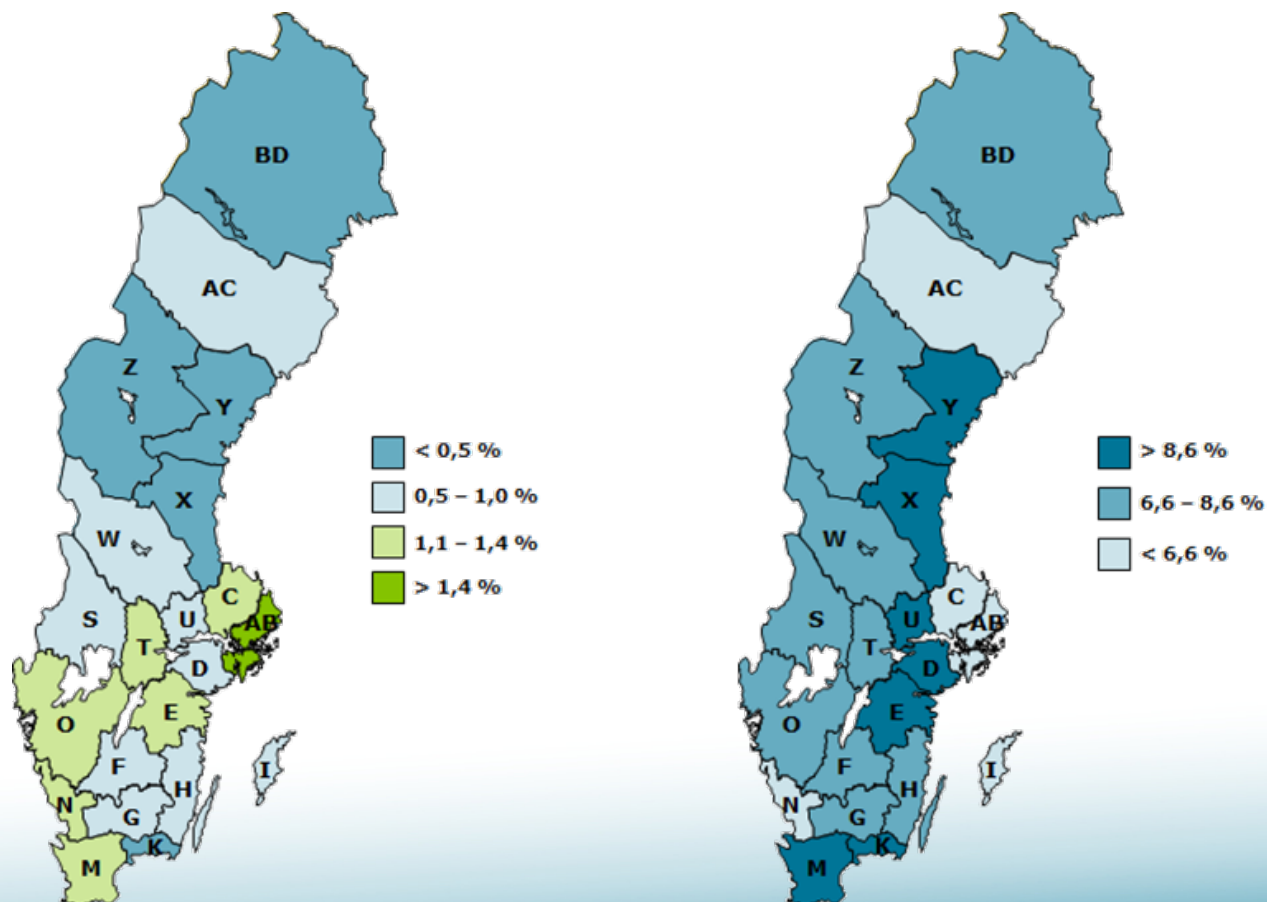 BD
AC
Z
Y
X
W
C
S
U
AB
T
D
O
E
F
I
H
N
G
K
M
< 0,5 %
0,5 – 1,0 %
1,1 – 1,4 %
> 1,4 %
BD
AC
Z
Y
X
W
C
S
U
AB
T
D
O
E
F
I
H
N
G
K
M
> 8,6 %
6,6 – 8,6 %
< 6,6 %